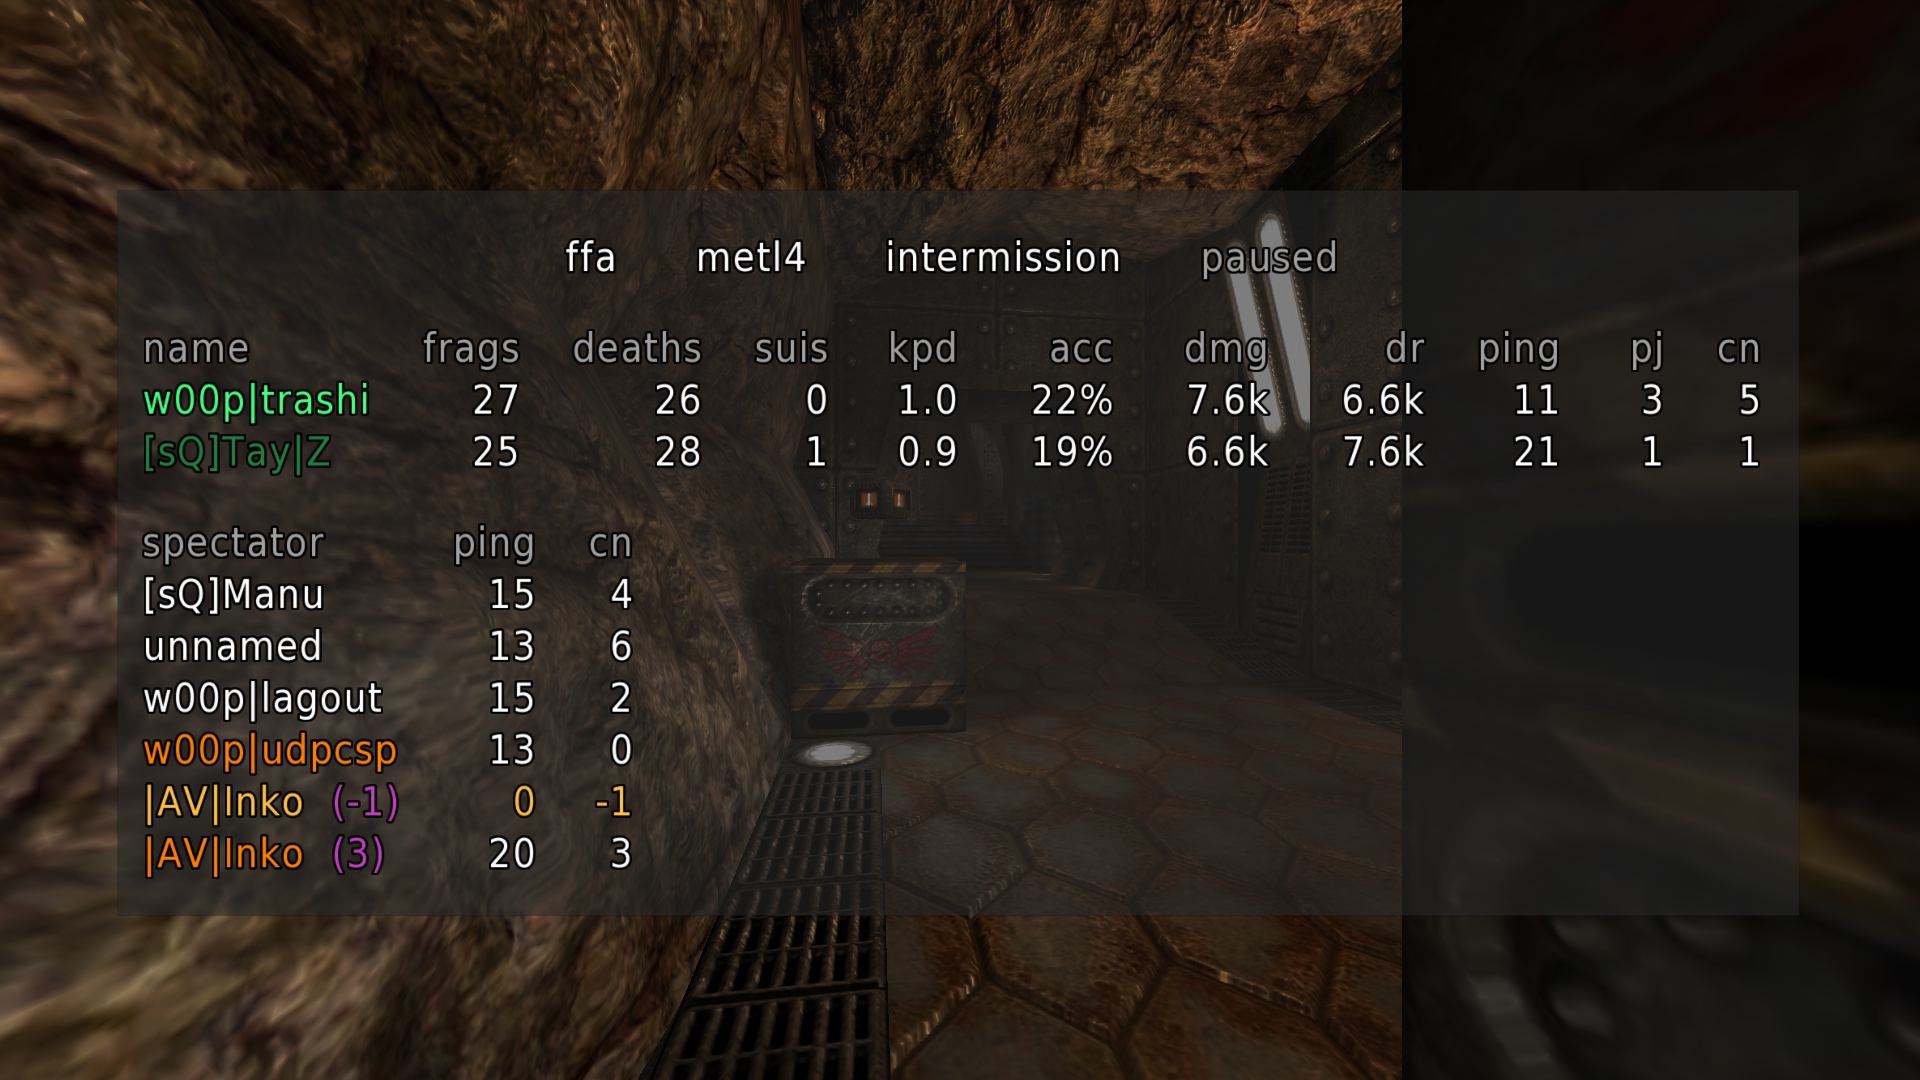 ffa metl4 intermission paused
name frags deaths suis kpd acc dmg dr ping pj cn
w00p|trashi 27 26 0 1.0 22% 7.6k 6.6k 11 3 5
[sQ]Tay|Z 25 28 1 0.9 19% 6.6k 7.6k 21 1 1
spectator ping cn
[sQ]Manu 15 4
unnamed 13 6
w00p|lagout 15 2
w00p|udpcsp 13 0
|AV|Inko (-1) 0 -1
|AV|Inko (3) 20 3